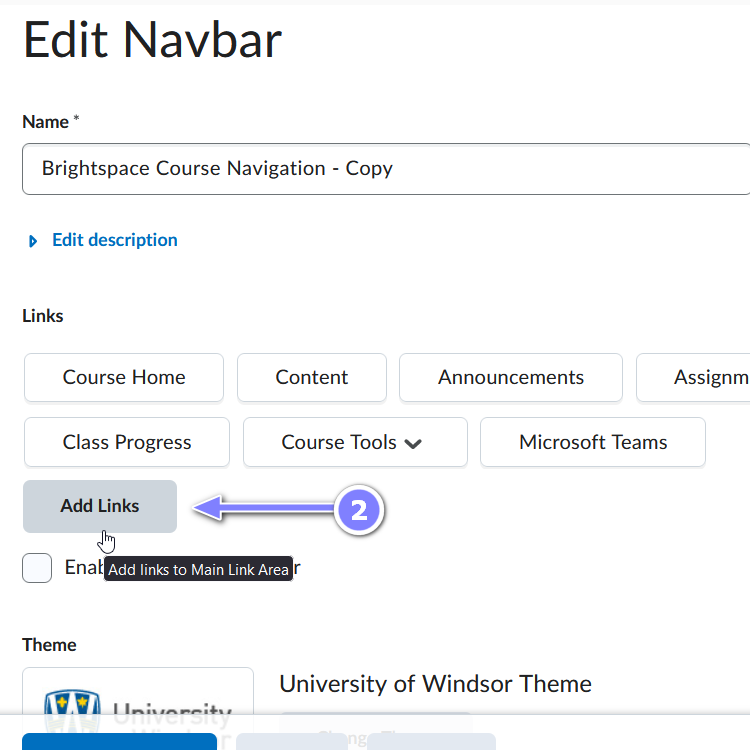 Edit Navbar
Name *
Brightspace Course Navigation - Copy
Edit description
Links
Course Home Content Announcements Assignm
Class Progress Course Tools Microsoft Teams
Add Links 2
Enab r
Add links to Main Link Area
Theme
University of Windsor Theme
University